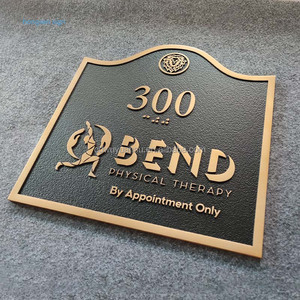 300
BEND
PHYSICAL THERAPY
By Appointment Only